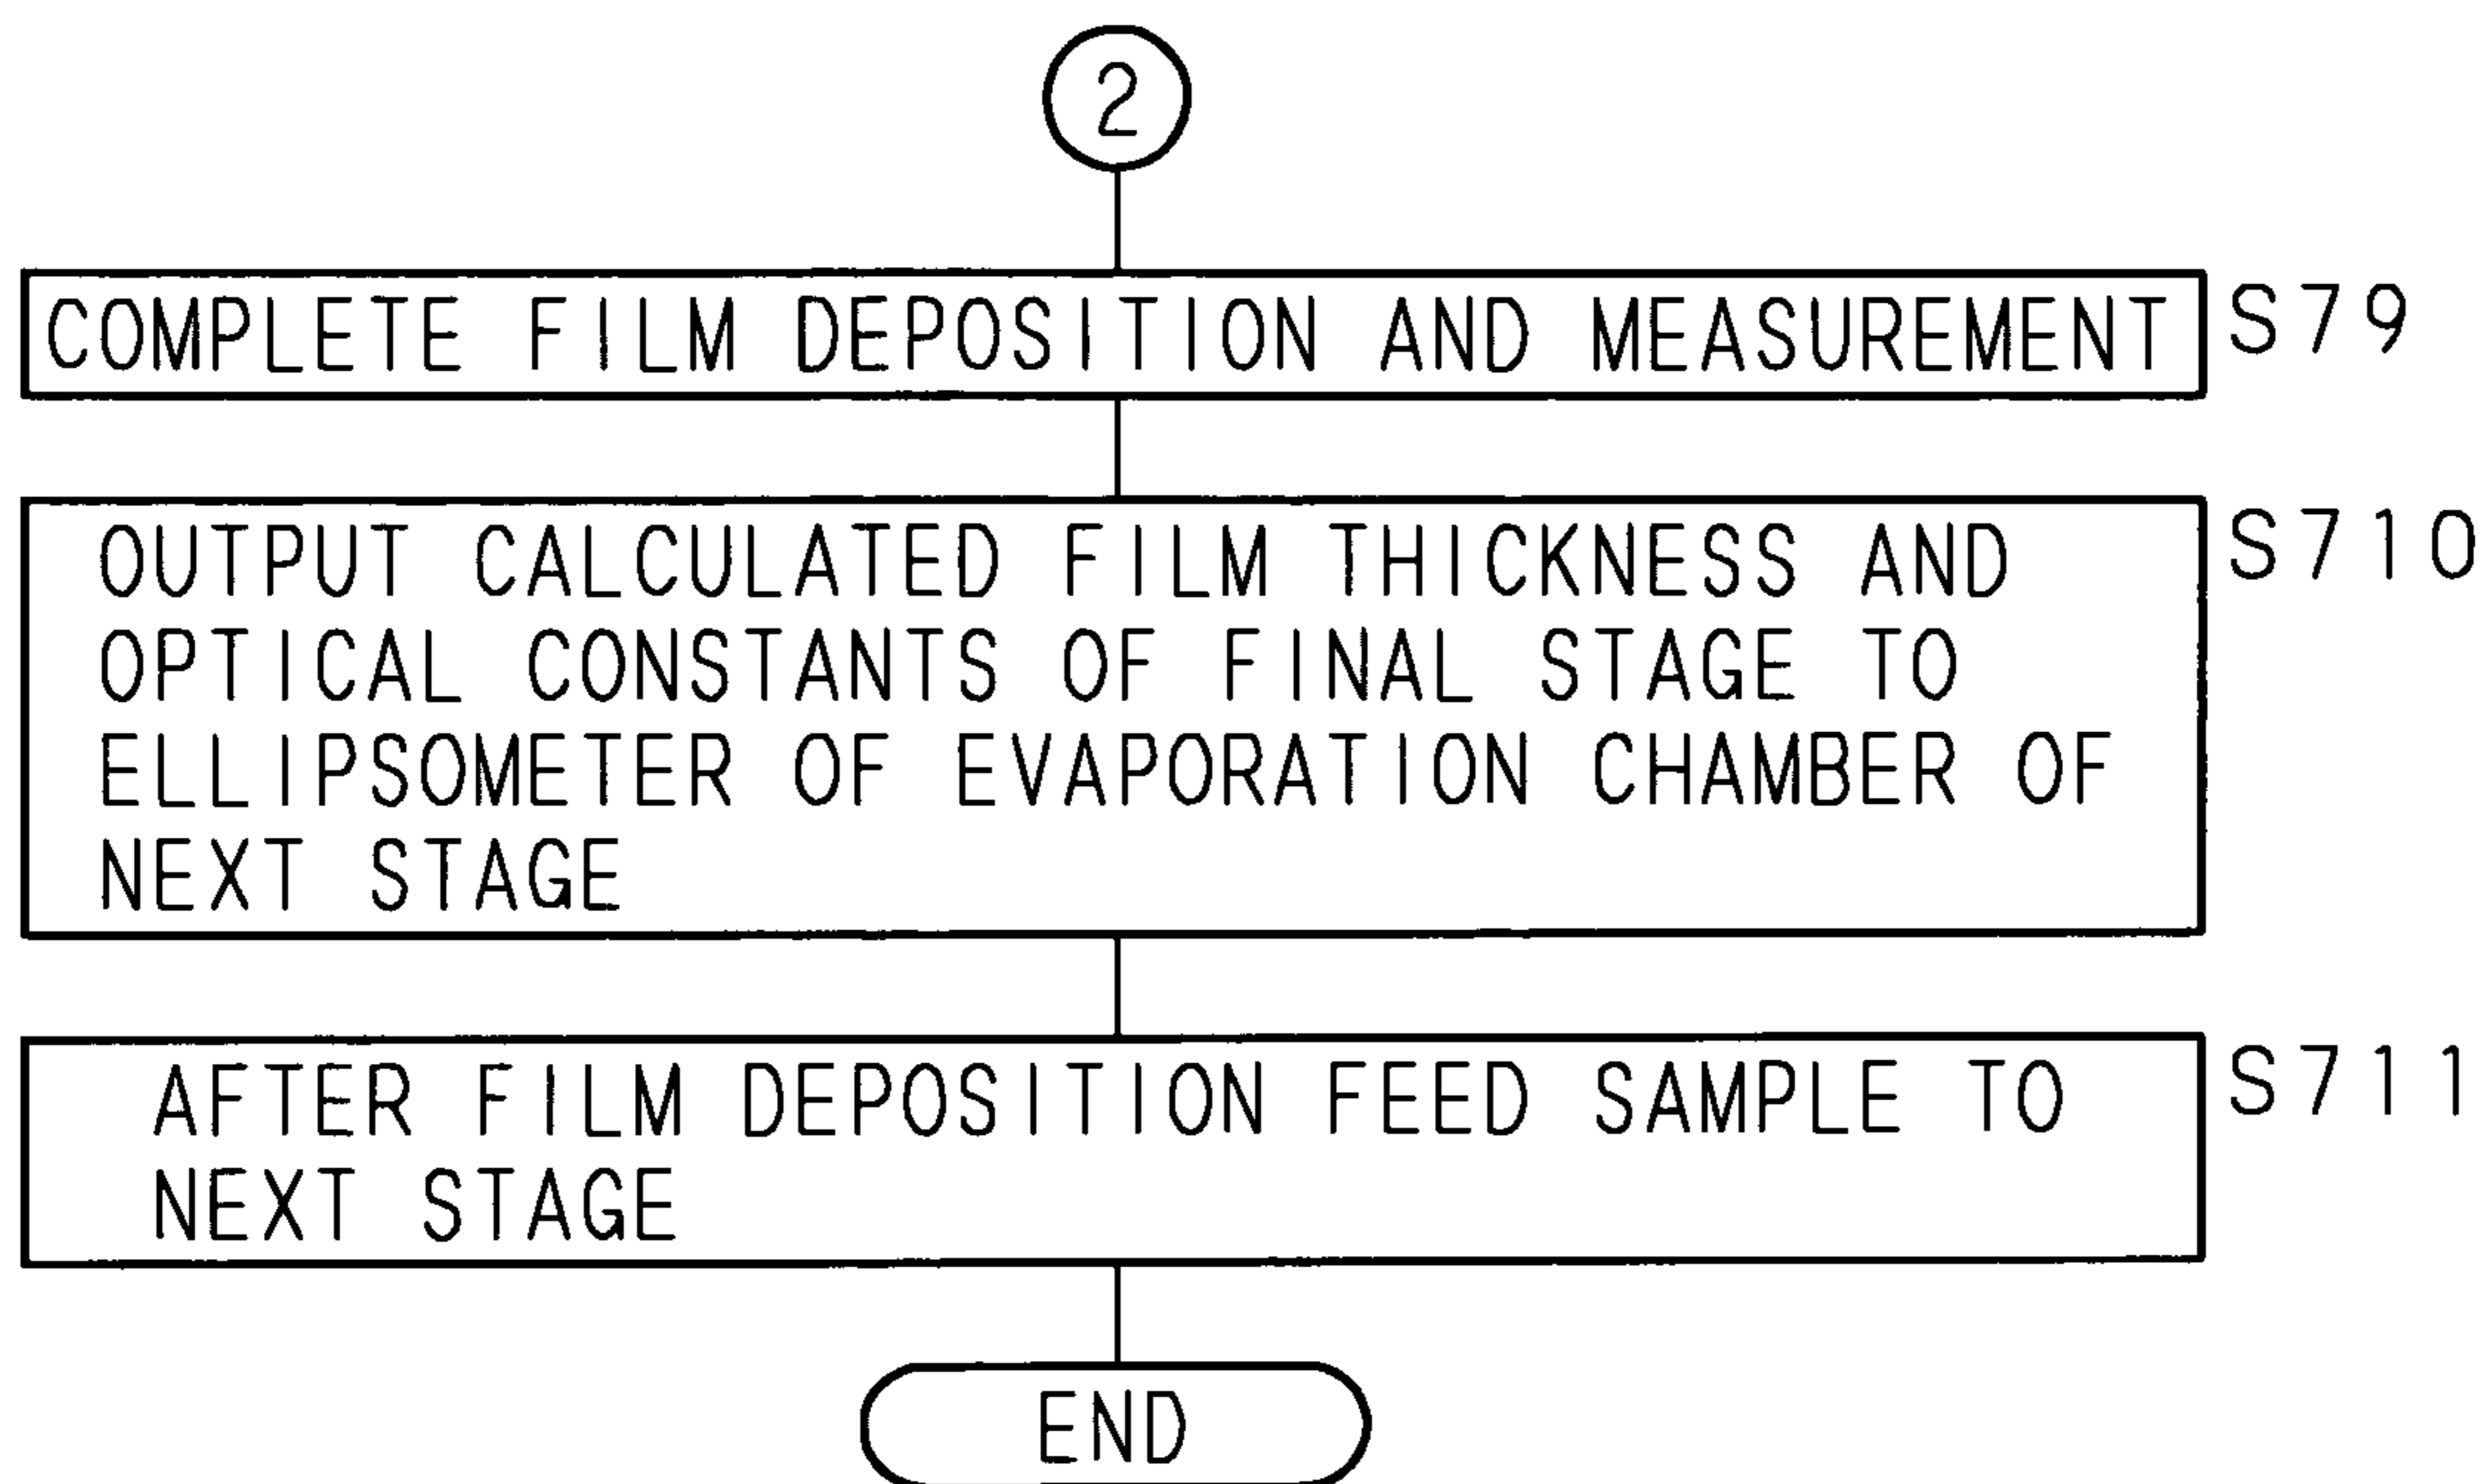 2
COMPLETE FILM DEPOSITION AND MEASUREMENT S79
OUTPUT CALCULATED FILM THICKNESS AND S710
OPTICAL CONSTANTS OF FINAL STAGE TO
ELLIPSOMETER OF EVAPORATION CHAMBER OF
NEXT STAGE
AFTER FILM DEPOSITION FEED SAMPLE TO S711
NEXT STAGE
END